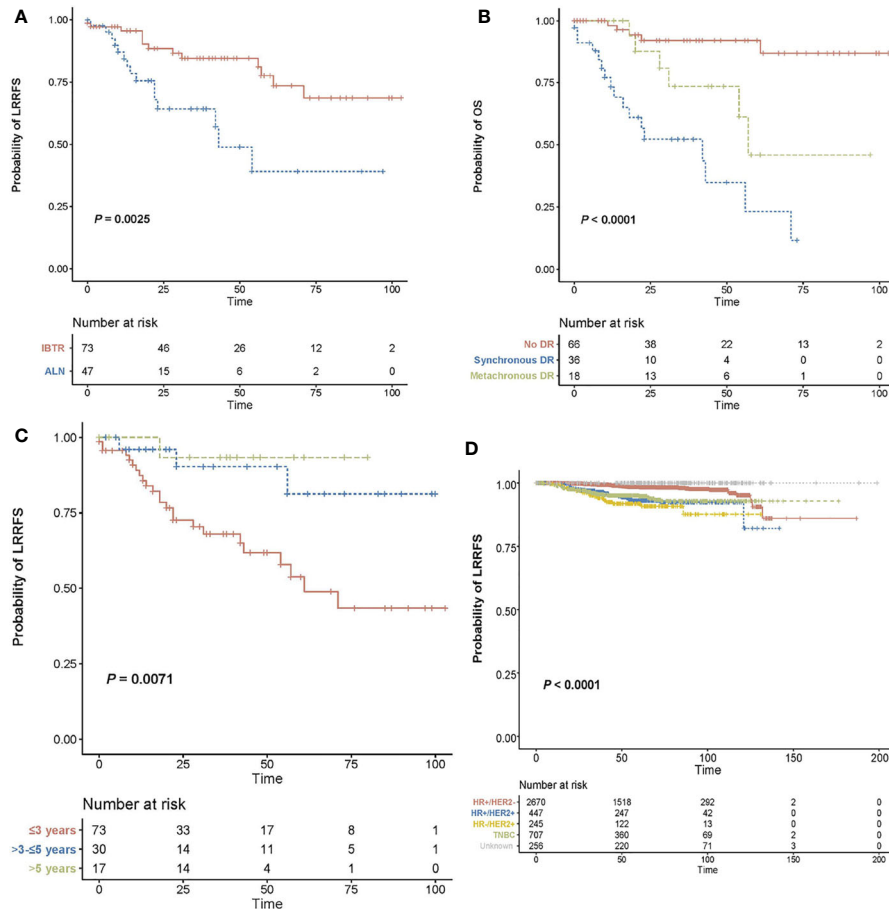 A
Probability of LRRFS
1.00
0.75
0.50
0.25
0.00
P = 0.0025
0 25 50 75 100
Time
Number at risk
IBTR 73 46 26 12 2
ALN 47 15 6 2 0
0 25 50 75 100
Time
B
Probability of OS
1.00
0.75
0.50
0.25
0.00
P < 0.0001
0 25 50 75 100
Time
Number at risk
No DR 66 38 22 13 2
Synchronous DR 36 10 4 0 0
Metachronous DR 18 13 6 1 0
0 25 50 75 100
Time
C
Probability of LRRFS
1.00
0.75
0.50
0.25
0.00
P = 0.0071
0 25 50 75 100
Time
Number at risk
≤3 years 73 33 17 8 1
>3-≤5 years 30 14 11 5 1
>5 years 17 14 4 1 0
0 25 50 75 100
Time
D
Probability of LRRFS
1.00
0.75
0.50
0.25
0.00
P < 0.0001
0 50 100 150 200
Time
Number at risk
HR+/HER2- 2670 1518 292 2 0
HR+/HER2+ 447 247 42 0 0
HR-/HER2+ 245 122 13 0 0
TNBC 707 360 69 2 0
Unknown 256 220 71 3 0
0 50 100 150 200
Time